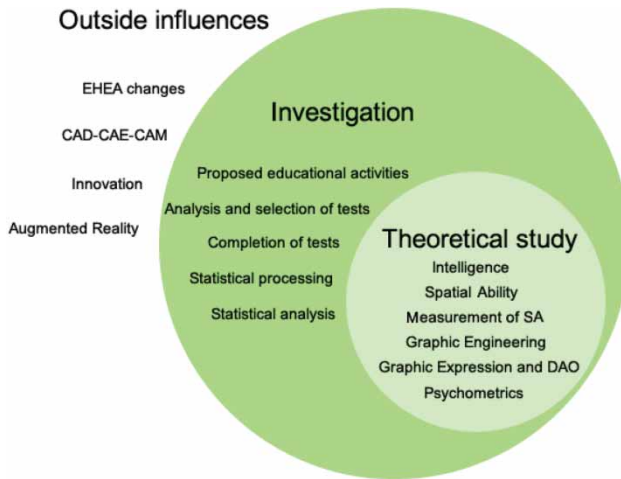 Outside influences
EHEA changes
CAD-CAE-CAM
Innovation
Augmented Reality
Investigation
Proposed educational activities
Analysis and selection of tests
Completion of tests
Statistical processing
Statistical analysis
Theoretical study
Intelligence
Spatial Ability
Measurement of SA
Graphic Engineering
Graphic Expression and DAO
Psychometrics